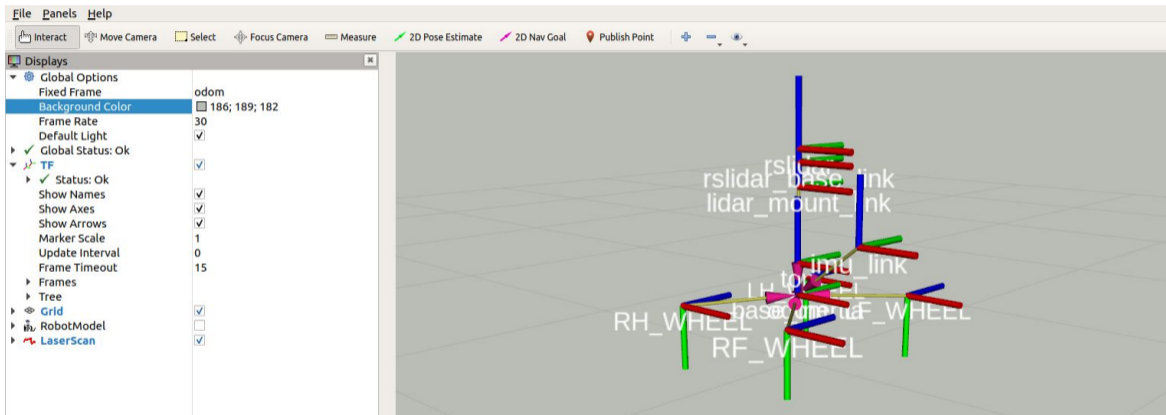 File Panels Help
Interact Move Camera Select Focus Camera Measure 2D Pose Estimate 2D Nav Goal Publish Point
Displays
Global Options
Fixed Frame odom
Background Color 186; 189; 182
Frame Rate 30
Default Light
Global Status: Ok
TF
Status: Ok
Show Names
Show Axes
Show Arrows
Marker Scale 1
Update Interval 0
Frame Timeout 15
Frames
Tree
Grid
RobotModel
LaserScan
rslidar
rslidar_base_link
lidar_mount_link
imu_link
RH_WHEEL
RF_WHEEL